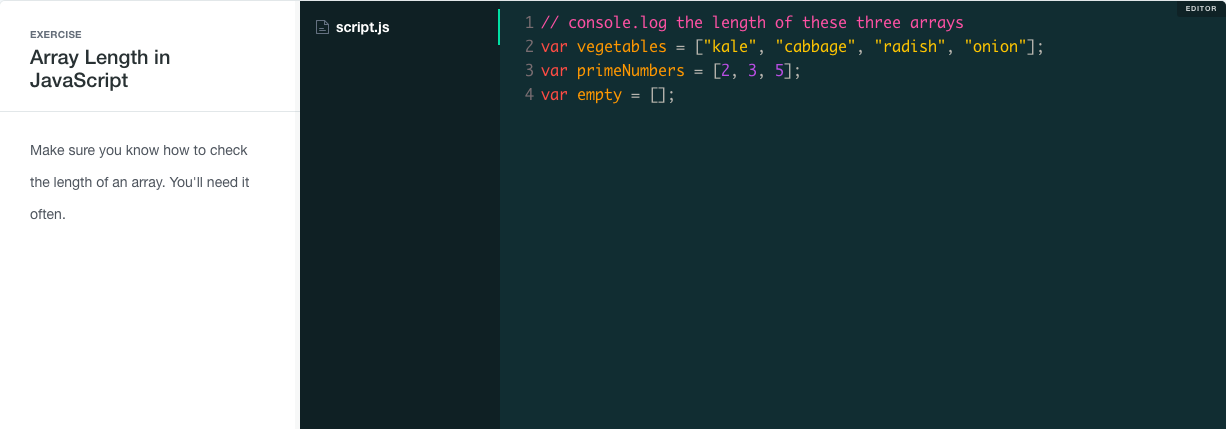 EXERCISE
Array Length in
JavaScript
Make sure you know how to check
the length of an array. You'll need it
often.
script.js
EDITOR
1 // console.log the length of these three arrays
2 var vegetables = ["kale", "cabbage", "radish", "onion"];
3 var primeNumbers = [2, 3, 5];
4 var empty = [];